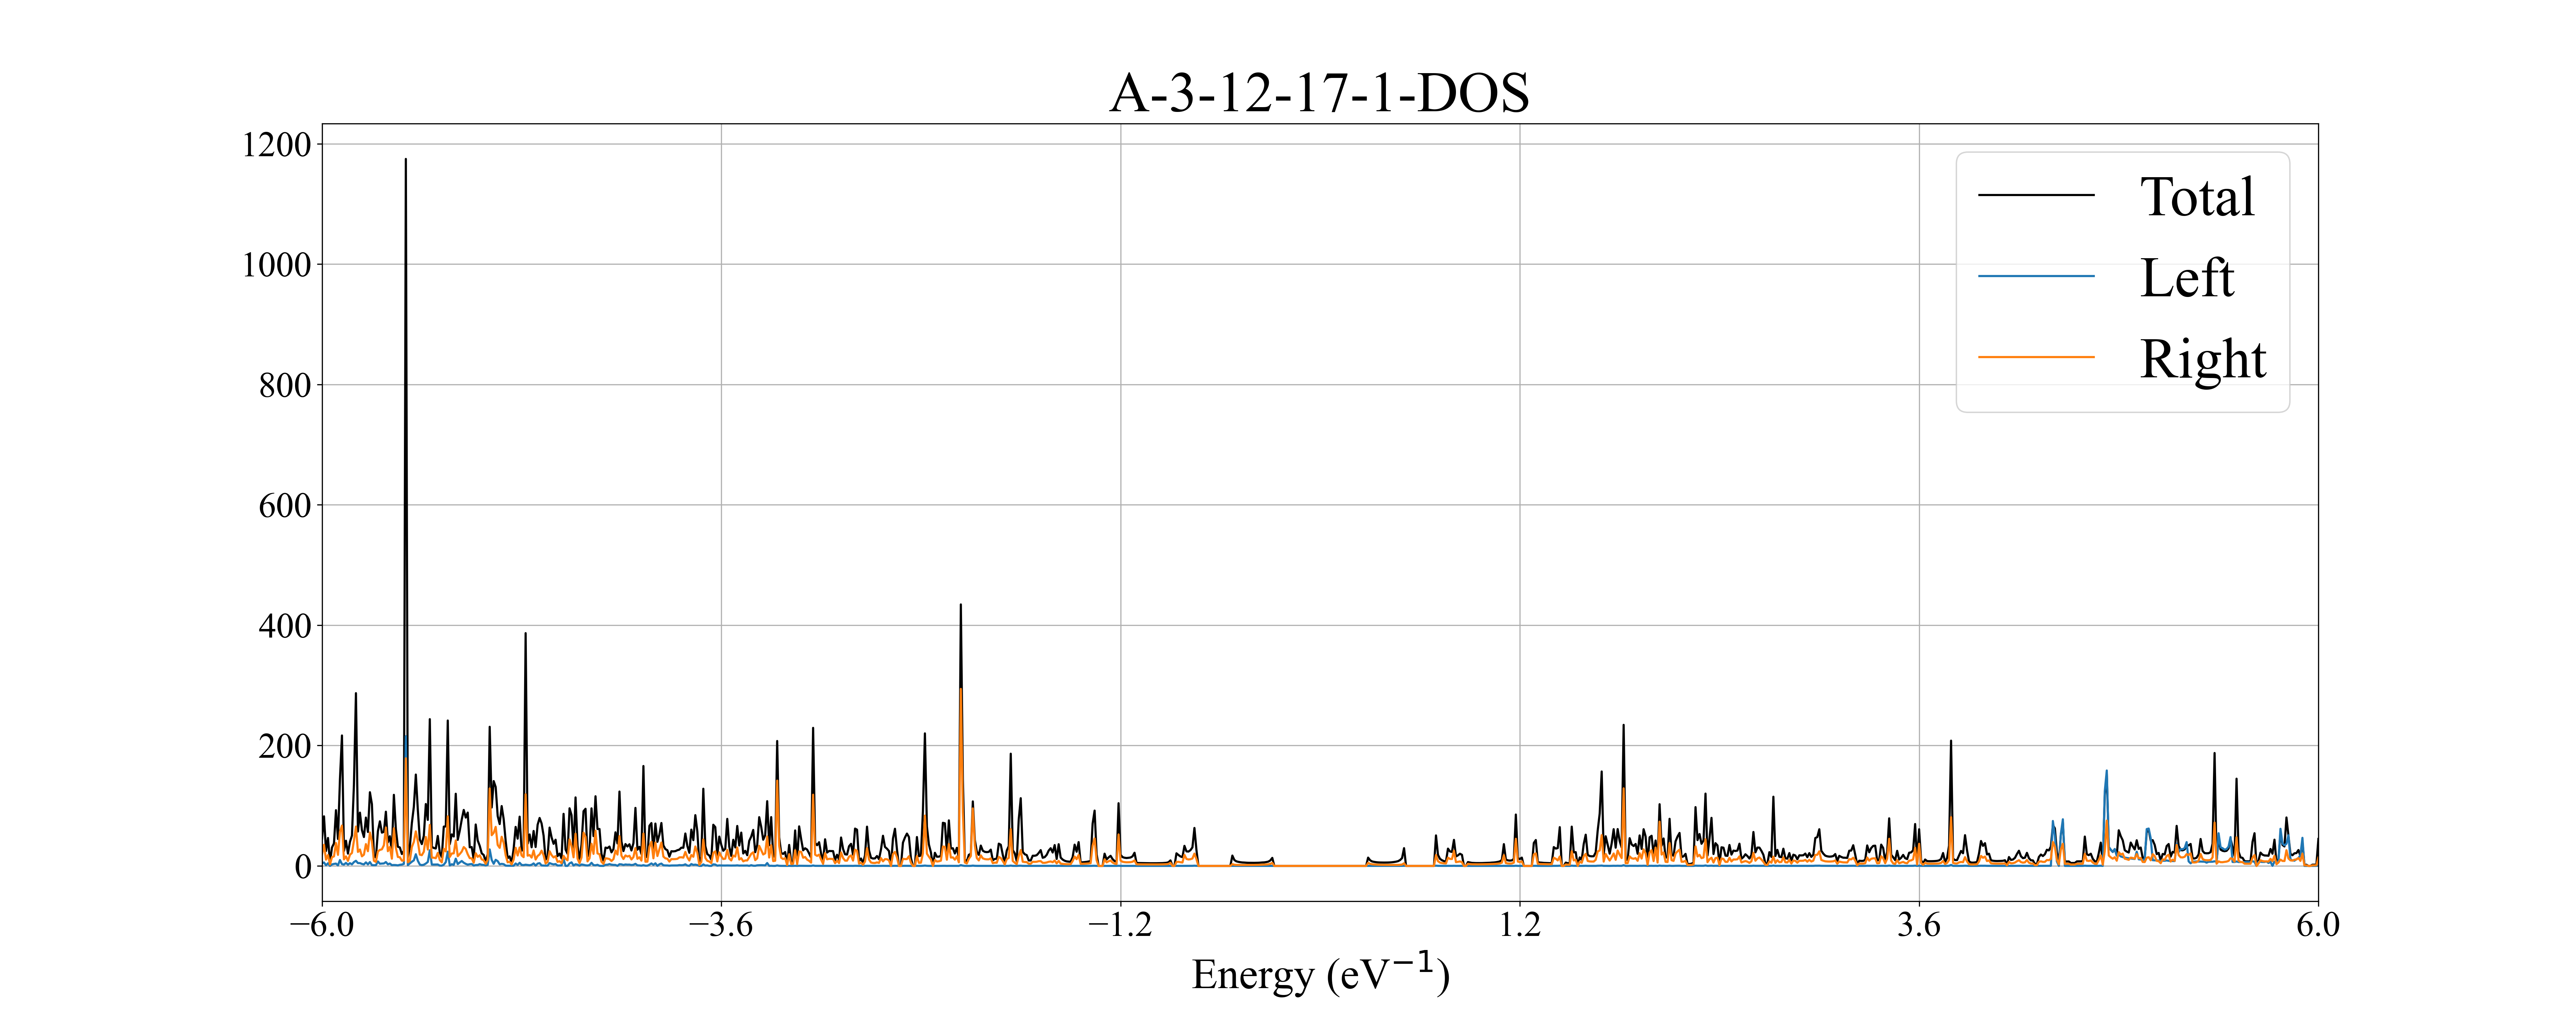 A-3-12-17-1-DOS
1200
1000
800
600
400
200
0
Total
Left
Right
−6.0 −3.6 −1.2 1.2 3.6 6.0
Energy (eV⁻¹)